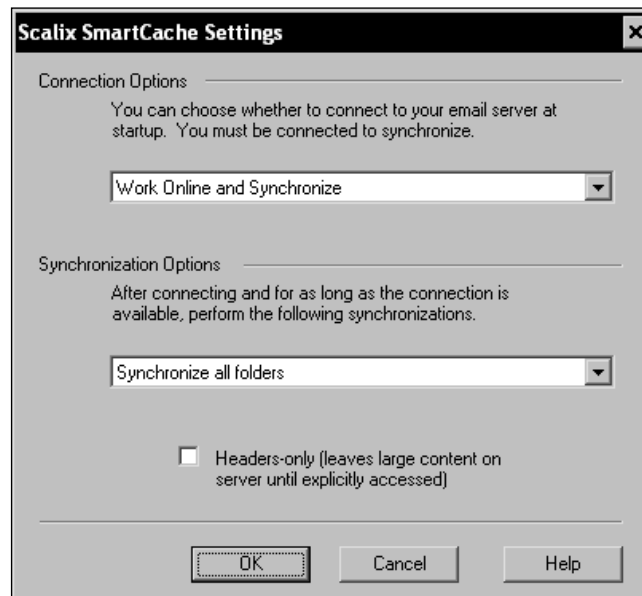 Scalix SmartCache Settings
Connection Options
You can choose whether to connect to your email server at
startup. You must be connected to synchronize.
Work Online and Synchronize
Synchronization Options
After connecting and for as long as the connection is
available, perform the following synchronizations.
Synchronize all folders
Headers-only (leaves large content on
server until explicitly accessed)
OK Cancel Help